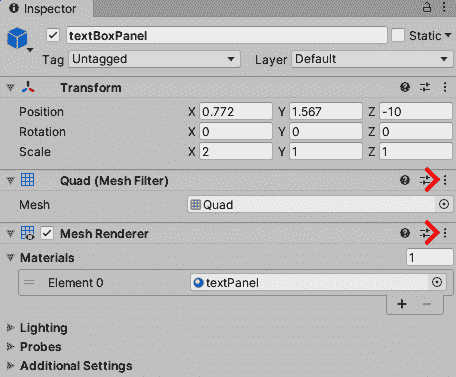 Inspector
textBoxPanel Static
Tag Untagged Layer Default
Transform
Position X 0.772 Y 1.567 Z -10
Rotation X 0 Y 0 Z 0
Scale X 2 Y 1 Z 1
Quad (Mesh Filter)
Mesh Quad
Mesh Renderer
Materials 1
Element 0 textPanel
Lighting
Probes
Additional Settings